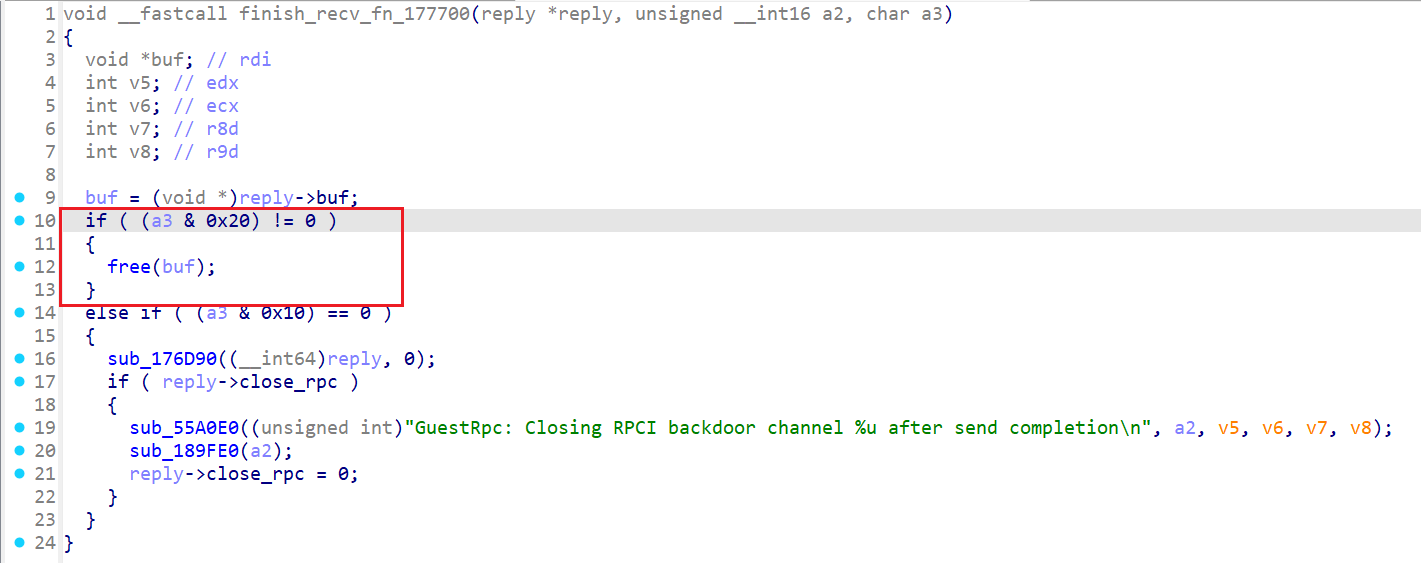 1 void __fastcall finish_recv_fn_177700(reply *reply, unsigned __int16 a2, char a3)
2 {
3   void *buf; // rdi
4   int v5; // edx
5   int v6; // ecx
6   int v7; // r8d
7   int v8; // r9d
8
9   buf = (void *)reply->buf;
10   if ( (a3 & 0x20) != 0 )
11   {
12     free(buf);
13   }
14   else if ( (a3 & 0x10) == 0 )
15   {
16     sub_176D90((__int64)reply, 0);
17     if ( reply->close_rpc )
18     {
19       sub_55A0E0((unsigned int)"GuestRpc: Closing RPCI backdoor channel %u after send completion\n", a2, v5, v6, v7, v8);
20       sub_189FE0(a2);
21       reply->close_rpc = 0;
22     }
23   }
24 }